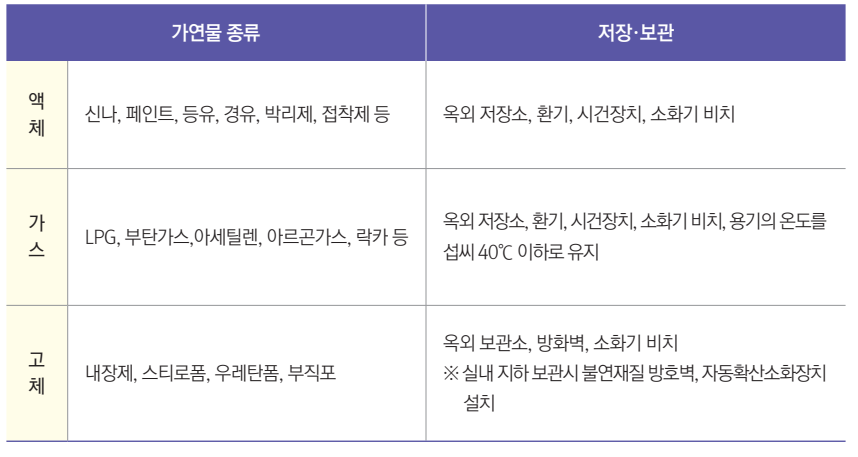 가연물 종류
저장·보관
액
체
신나, 페인트, 등유, 경유, 박리제, 접착제 등
옥외 저장소, 환기, 시건장치, 소화기 비치
가
스
LPG, 부탄가스,아세틸렌, 아르곤가스, 락카 등
옥외 저장소, 환기, 시건장치, 소화기 비치, 용기의 온도를
섭씨 40℃ 이하로 유지
고
체
내장제, 스티로폼, 우레탄폼, 부직포
옥외 보관소, 방화벽, 소화기 비치
※ 실내 지하 보관시 불연재질 방호벽, 자동확산소화장치
설치